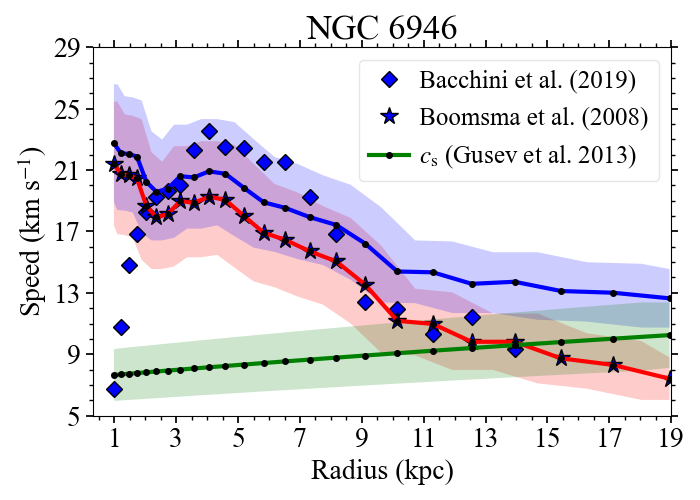 NGC 6946
29
25
21
17
13
9
5
Speed (km s⁻¹)
Bacchini et al. (2019)
Boomsma et al. (2008)
cₛ (Gusev et al. 2013)
1 3 5 7 9 11 13 15 17 19
Radius (kpc)